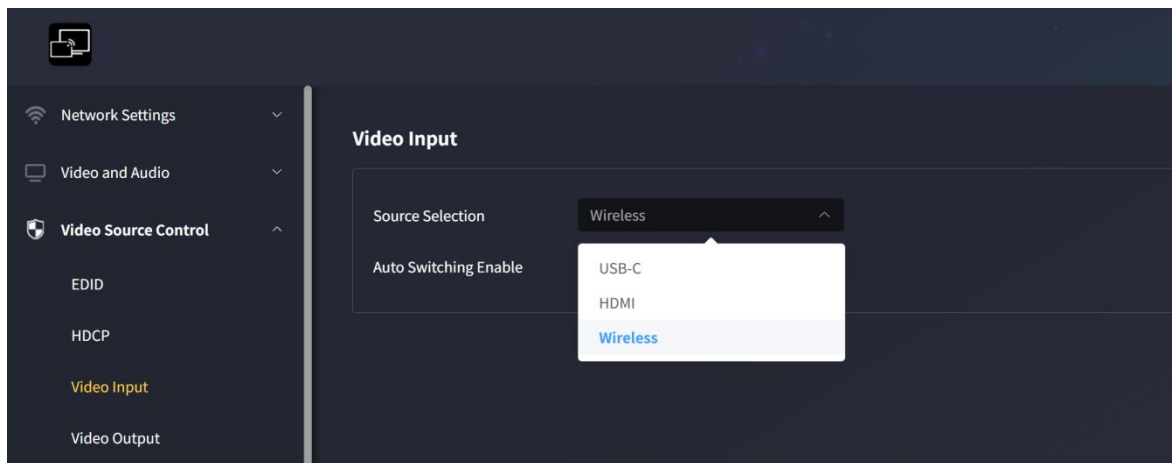 Network Settings
Video and Audio
Video Source Control
EDID
HDCP
Video Input
Video Output
Video Input
Source Selection
Wireless
Auto Switching Enable
USB-C
HDMI
Wireless